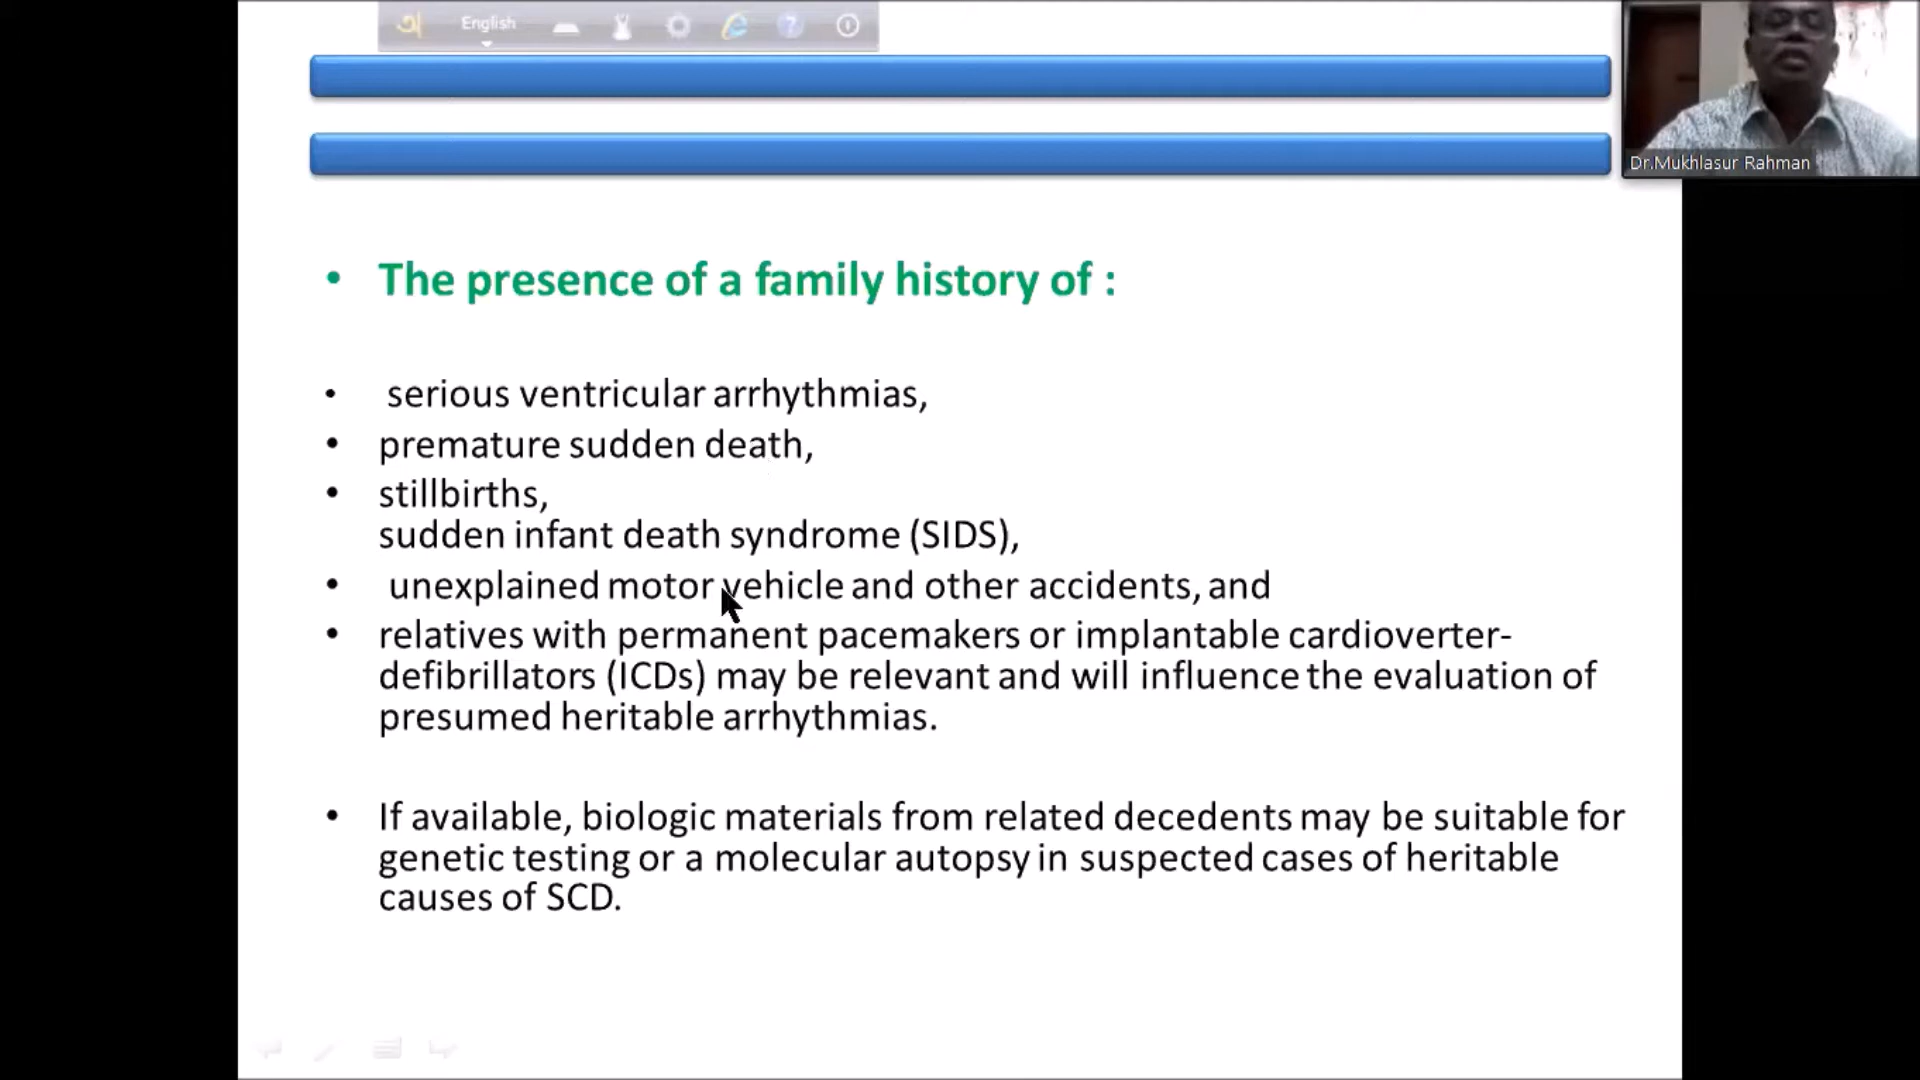 অ English
Dr.Mukhlasur Rahman
• The presence of a family history of :
• serious ventricular arrhythmias,
• premature sudden death,
• stillbirths,
sudden infant death syndrome (SIDS),
• unexplained motor vehicle and other accidents, and
• relatives with permanent pacemakers or implantable cardioverter-
defibrillators (ICDs) may be relevant and will influence the evaluation of
presumed heritable arrhythmias.
• If available, biologic materials from related decedents may be suitable for
genetic testing or a molecular autopsy in suspected cases of heritable
causes of SCD.